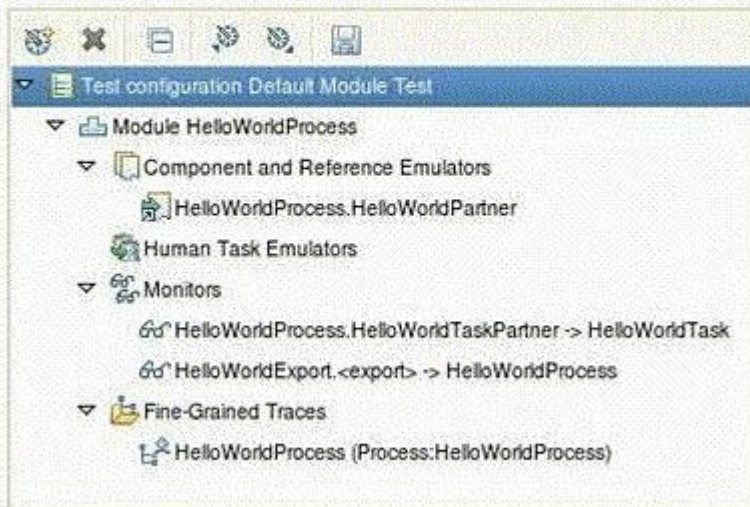 Test configuration Default Module Test
Module HelloWorldProcess
Component and Reference Emulators
HelloWorldProcess.HelloWorldPartner
Human Task Emulators
Monitors
HelloWorldProcess.HelloWorldTaskPartner -> HelloWorldTask
HelloWorldExport.<export> -> HelloWorldProcess
Fine-Grained Traces
HelloWorldProcess (Process:HelloWorldProcess)